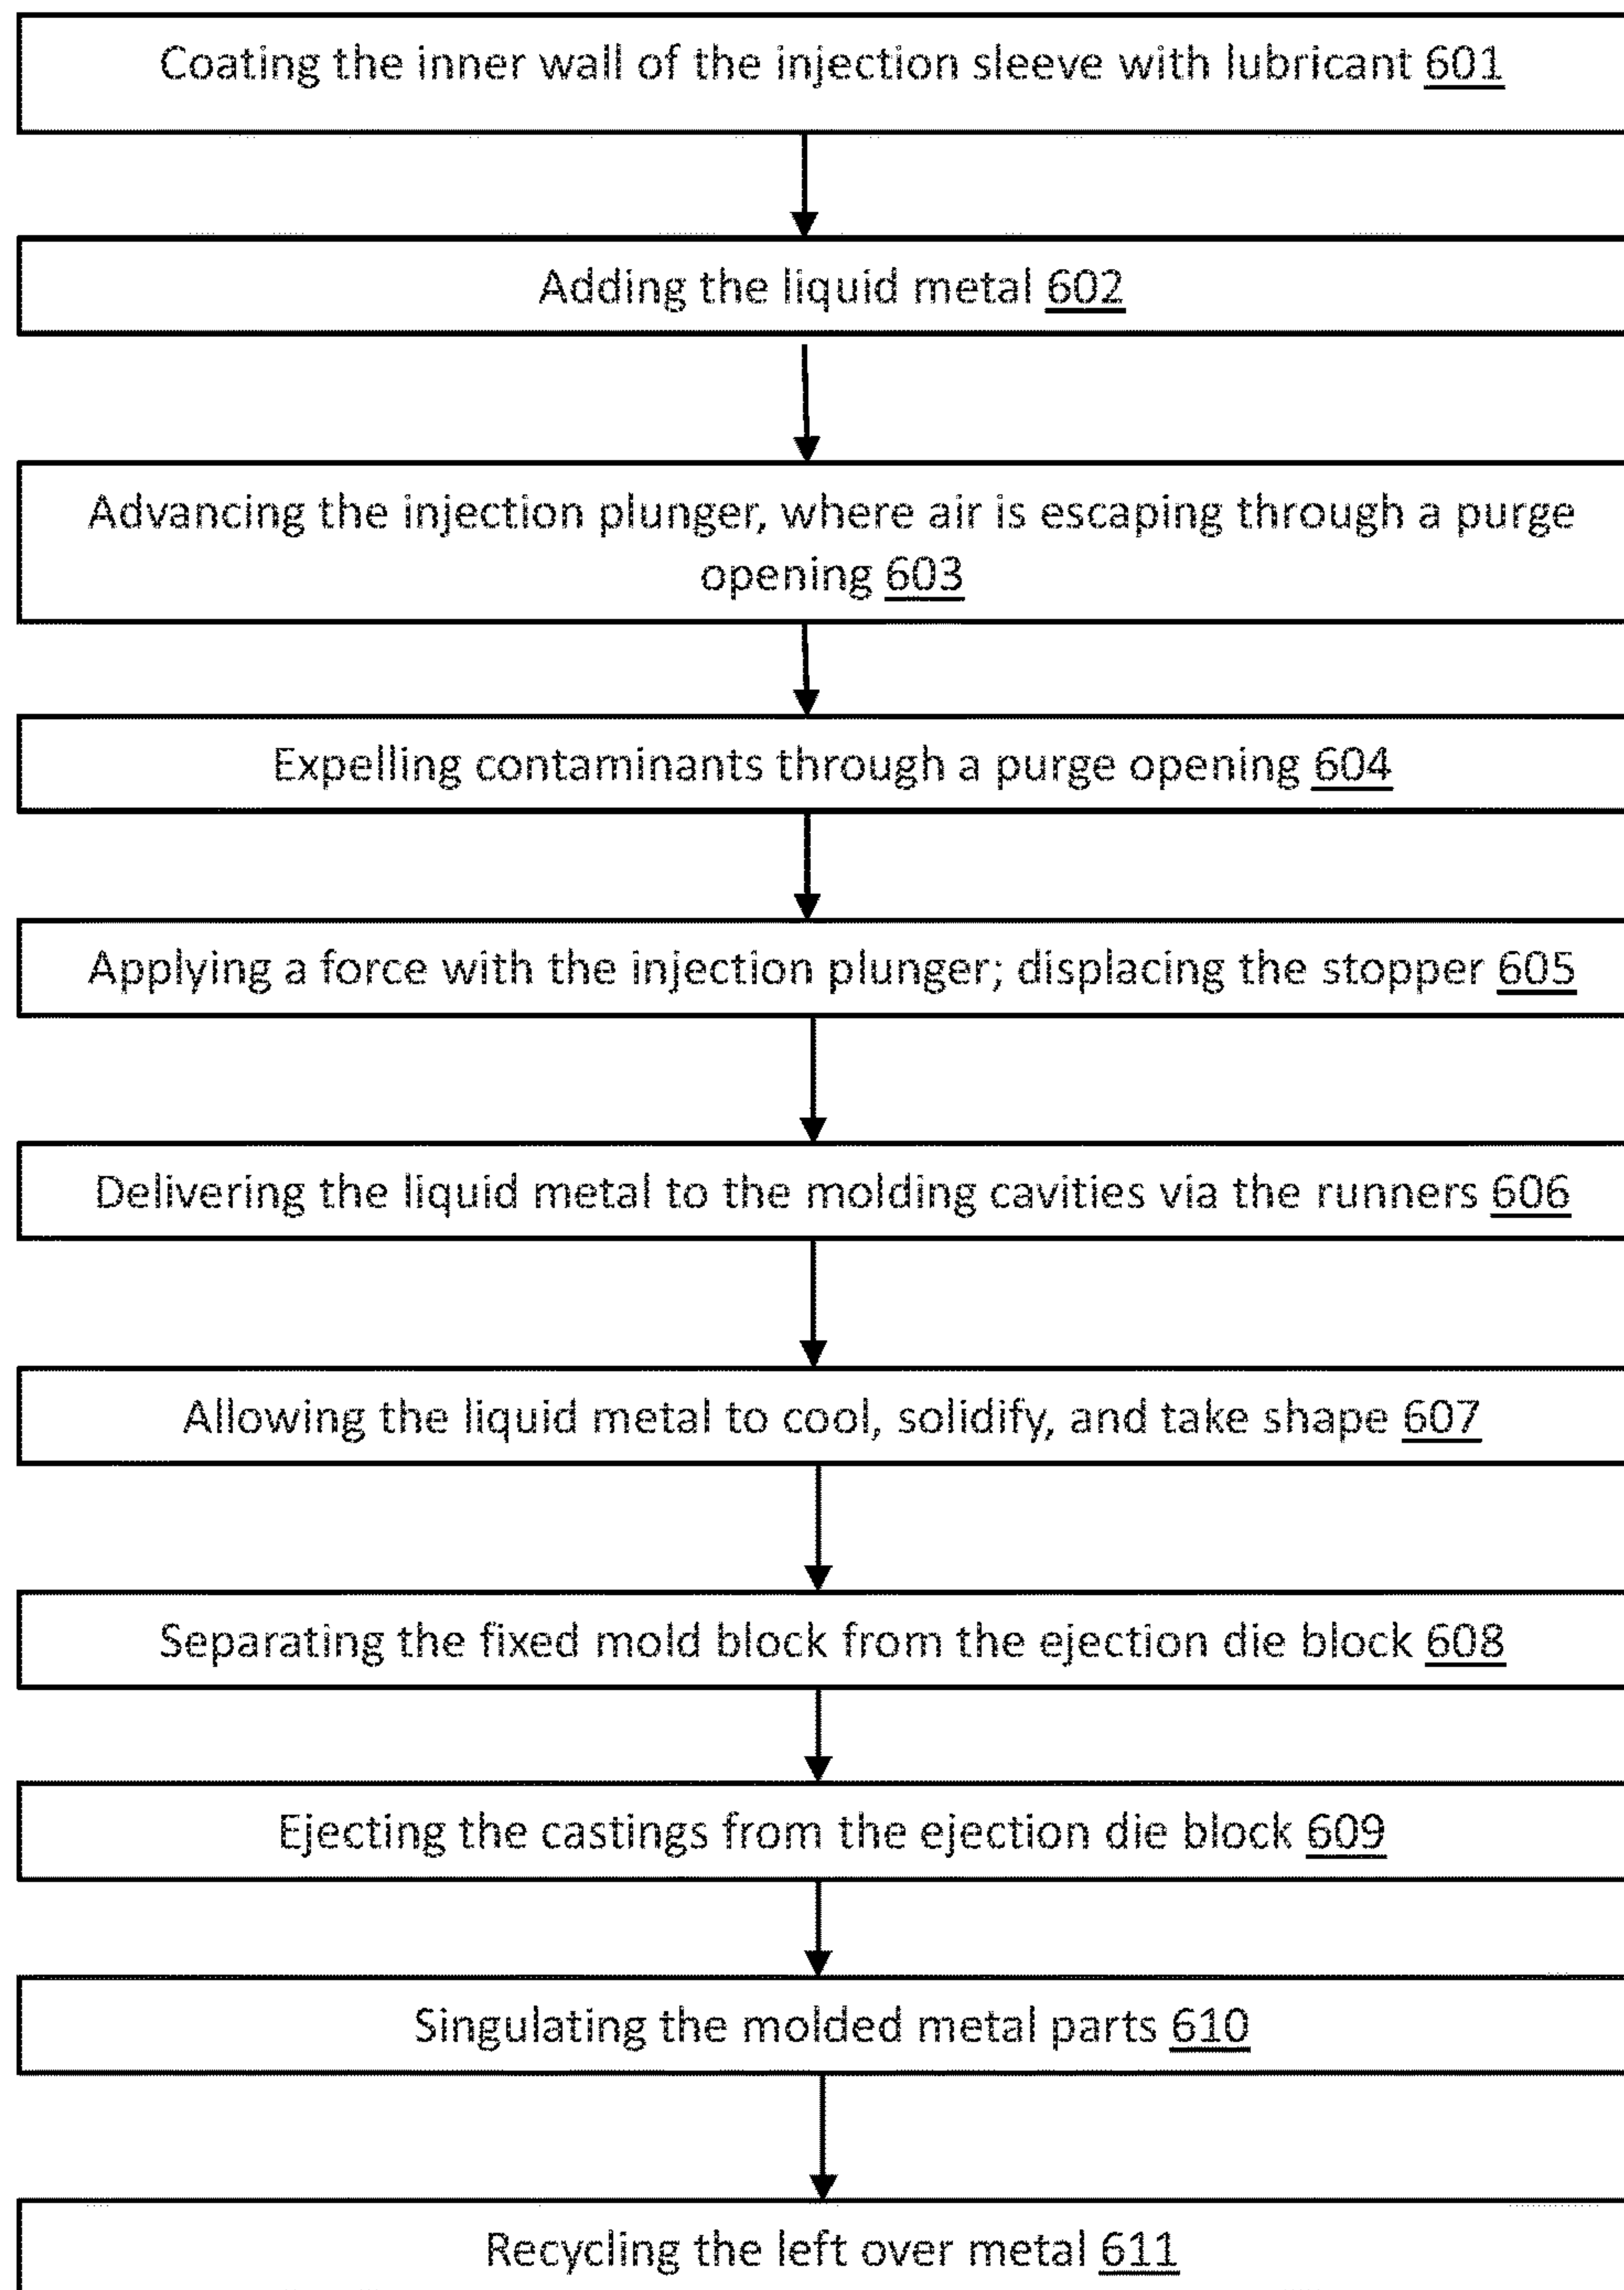 Coating the inner wall of the injection sleeve with lubricant 601
Adding the liquid metal 602
Advancing the injection plunger, where air is escaping through a purge
opening 603
Expelling contaminants through a purge opening 604
Applying a force with the injection plunger; displacing the stopper 605
Delivering the liquid metal to the molding cavities via the runners 606
Allowing the liquid metal to cool, solidify, and take shape 607
Separating the fixed mold block from the ejection die block 608
Ejecting the castings from the ejection die block 609
Singulating the molded metal parts 610
Recycling the left over metal 611